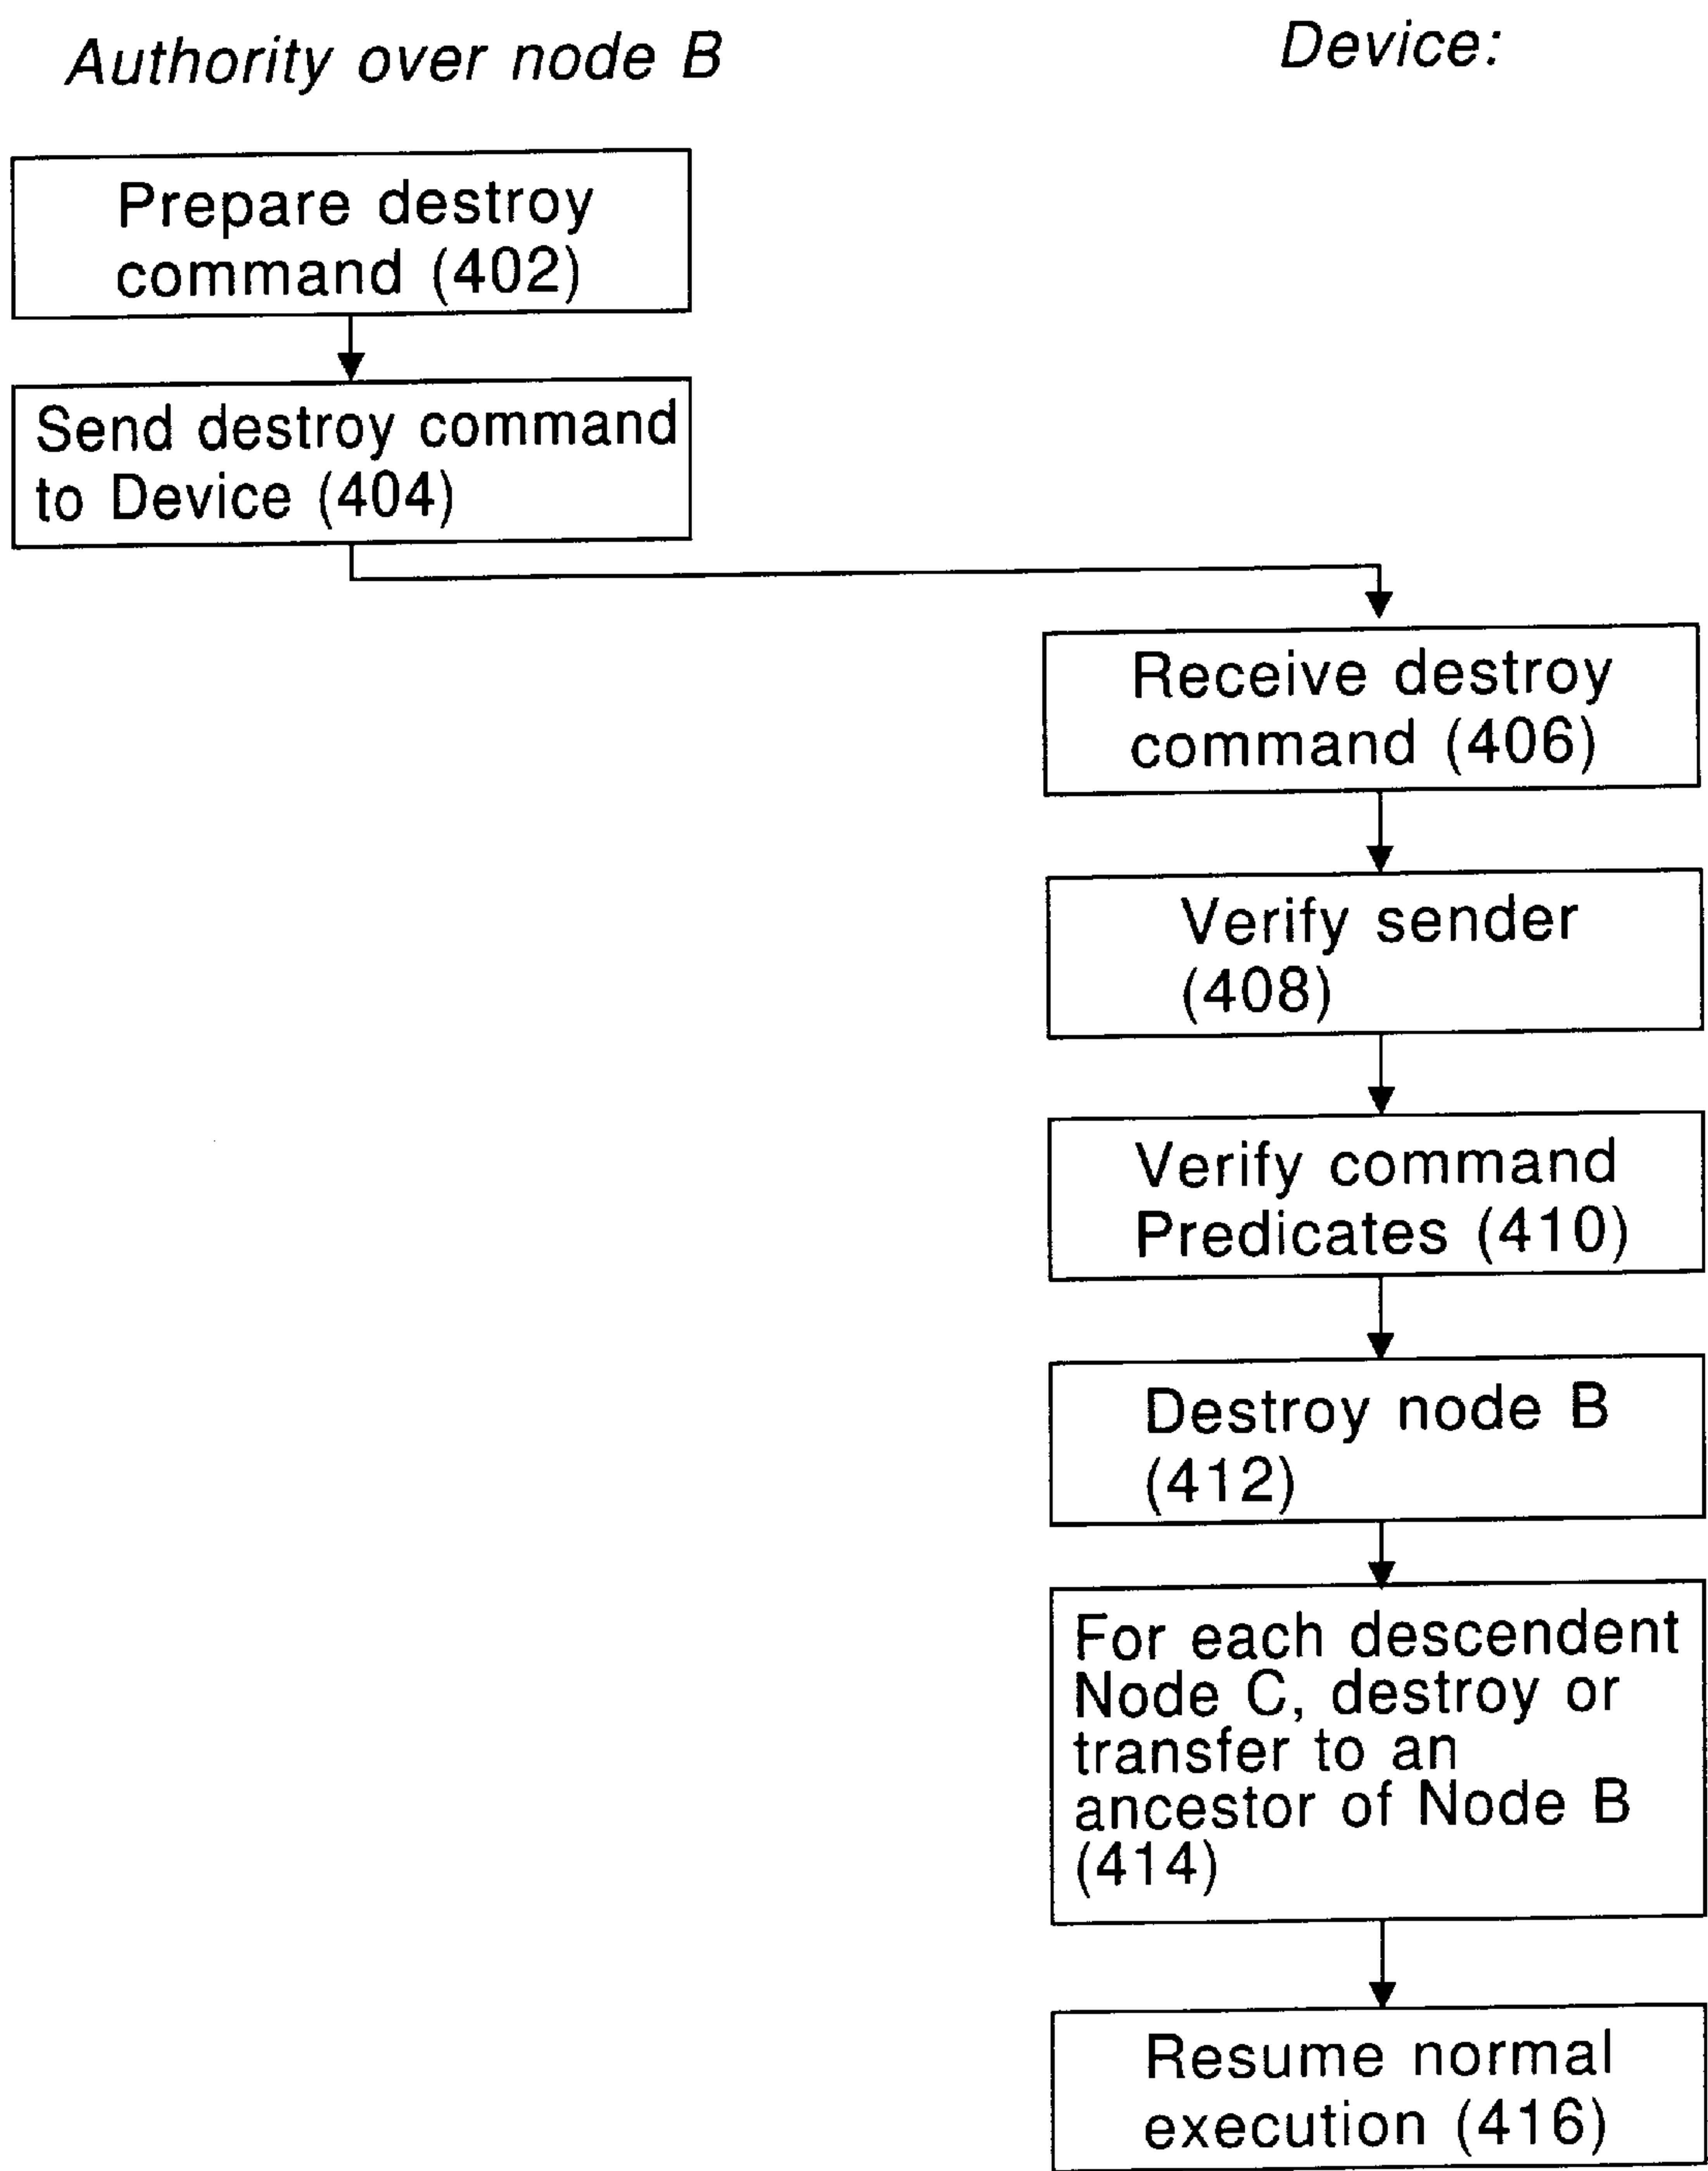 Authority over node B
Device:
Prepare destroy
command (402)
Send destroy command
to Device (404)
Receive destroy
command (406)
Verify sender
(408)
Verify command
Predicates (410)
Destroy node B
(412)
For each descendent
Node C, destroy or
transfer to an
ancestor of Node B
(414)
Resume normal
execution (416)